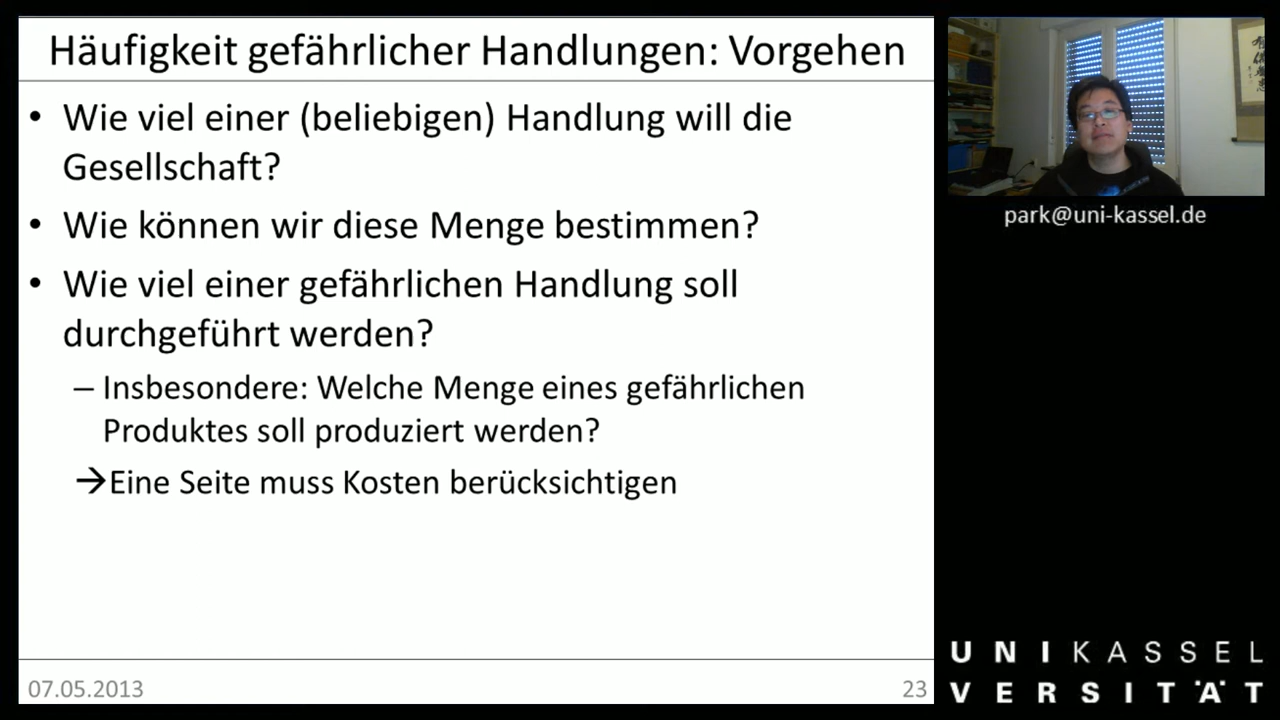 Häufigkeit gefährlicher Handlungen: Vorgehen
• Wie viel einer (beliebigen) Handlung will die
Gesellschaft?
• Wie können wir diese Menge bestimmen?
• Wie viel einer gefährlichen Handlung soll
durchgeführt werden?
– Insbesondere: Welche Menge eines gefährlichen
Produktes soll produziert werden?
→Eine Seite muss Kosten berücksichtigen
07.05.2013
23
park@uni-kassel.de
UNIKASSEL
VERSITÄT